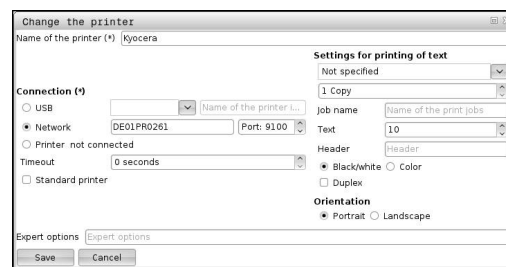 Change the printer
Name of the printer (*) Kyocera
Settings for printing of text
Not specified
1 Copy
Connection (*)
USB Name of the printer i... Job name Name of the print jobs
Network DE01PR0261 Port: 9100 Text 10
Printer not connected Header Header
Timeout 0 seconds Black/white Color
Standard printer Duplex
Orientation
Portrait Landscape
Expert options Expert options
Save Cancel